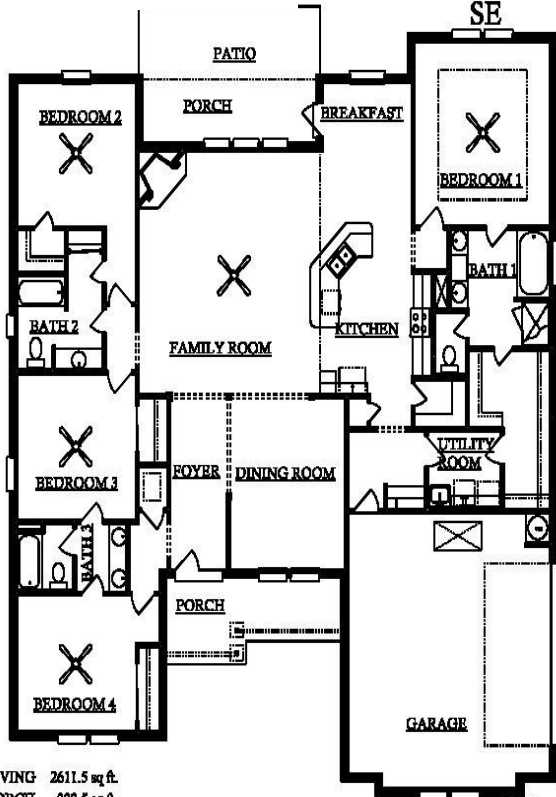 SE
PATIO
PORCH
BREAKFAST
BEDROOM 2
BEDROOM 1
BATH 1
BATH 2
FAMILY ROOM
KITCHEN
UTILITY
ROOM
BEDROOM 3
FOYER
DINING ROOM
BATH 3
PORCH
BEDROOM 4
GARAGE
VING 2611.5 sq ft.